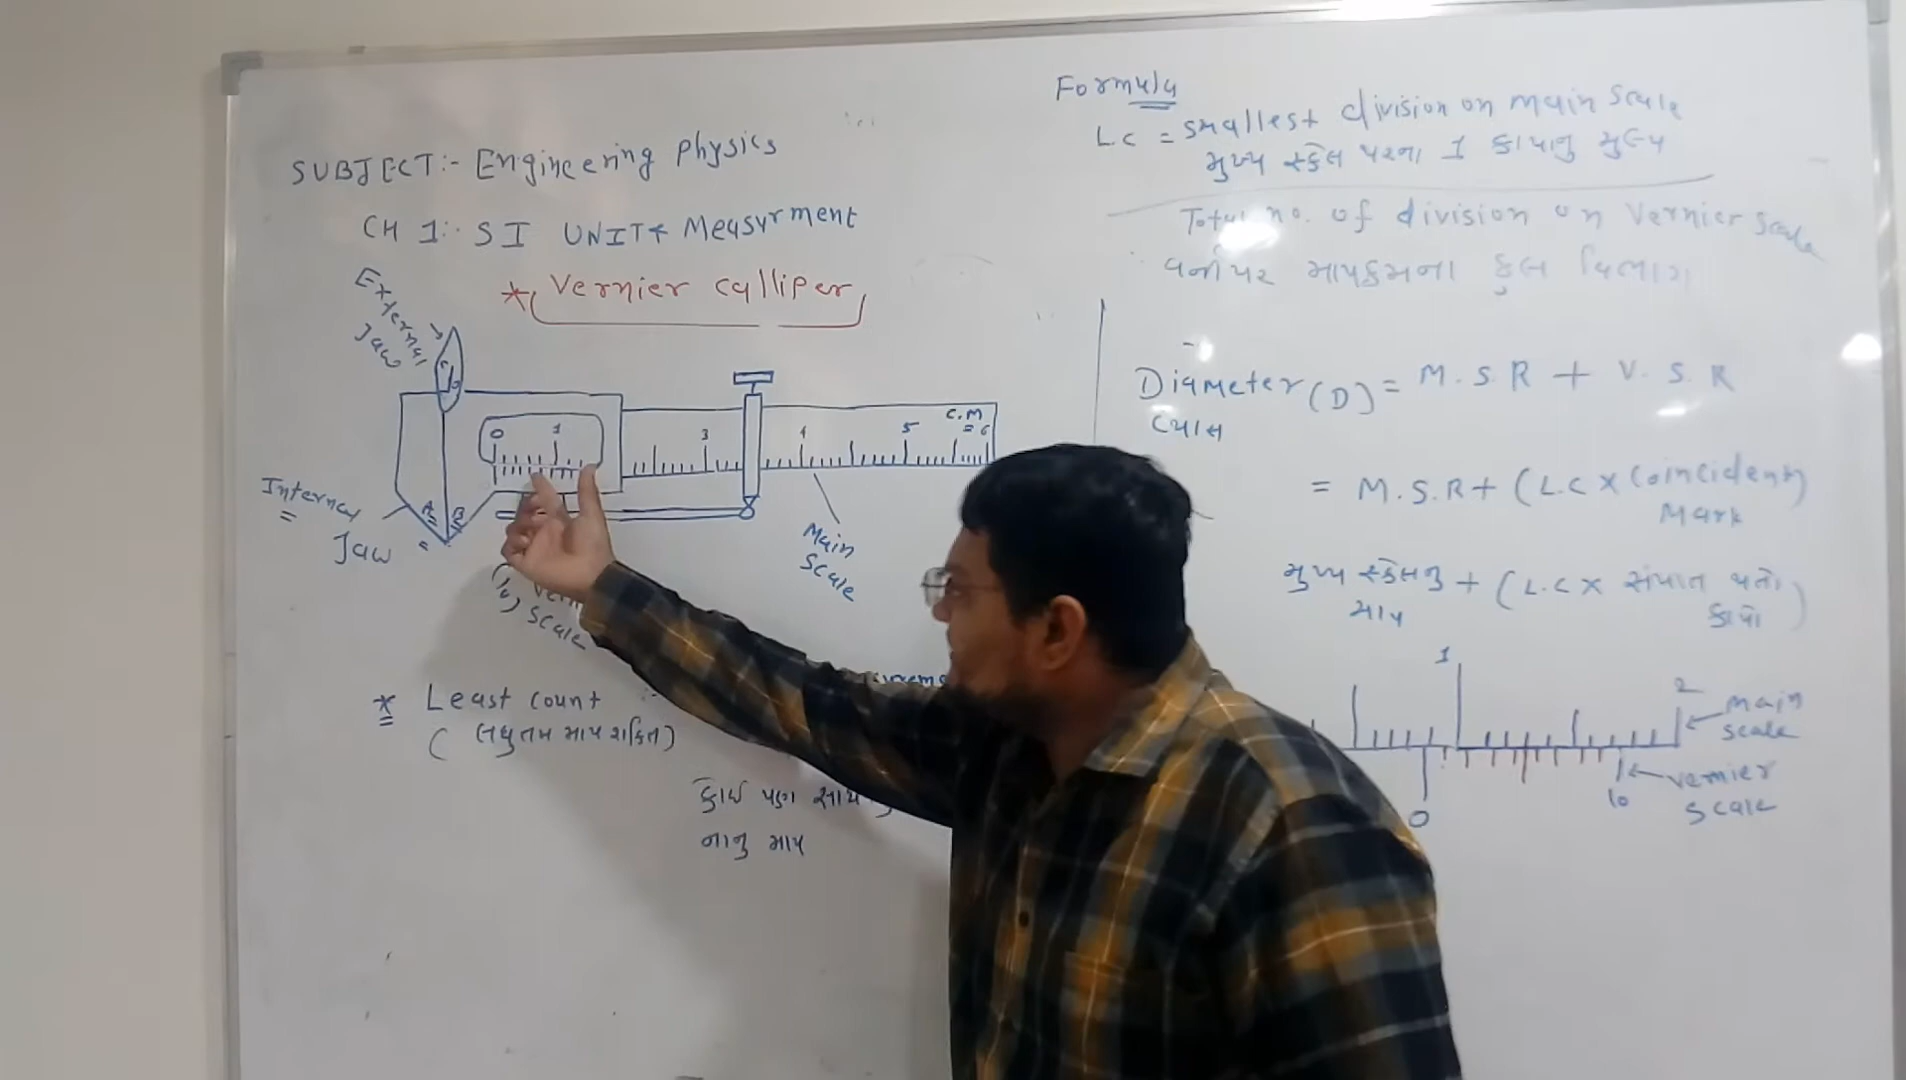 SUBJECT:- Engineering Physics
CH 1:- SI UNIT & Measurment
* Vernier calliper
External
Jaw
C
D
0 1 3 4 5 6
C.M
Internal
Jaw
A B
Main
scale
Scale
* Least count :-
(લઘુતમ માપ શકિત)
કોઈ પણ
નાનુ માપ
Formula
LC = smallest division on main scale
મુખ્ય સ્કેલ પરના 1 કાપાનુ મુલ્ય
Total no. of division on Vernier scale
વર્નીયર માપક્રમના કુલ વિભાગ
Diameter (D) = M.S.R + V.S.R
વ્યાસ
= M.S.R + (L.C x Coincident)
Mark
મુખ્ય સ્કેલનુ + (L.C x સંપાત થતો)
માપ કાપો
1 2
main
scale
0 10
vernier
scale